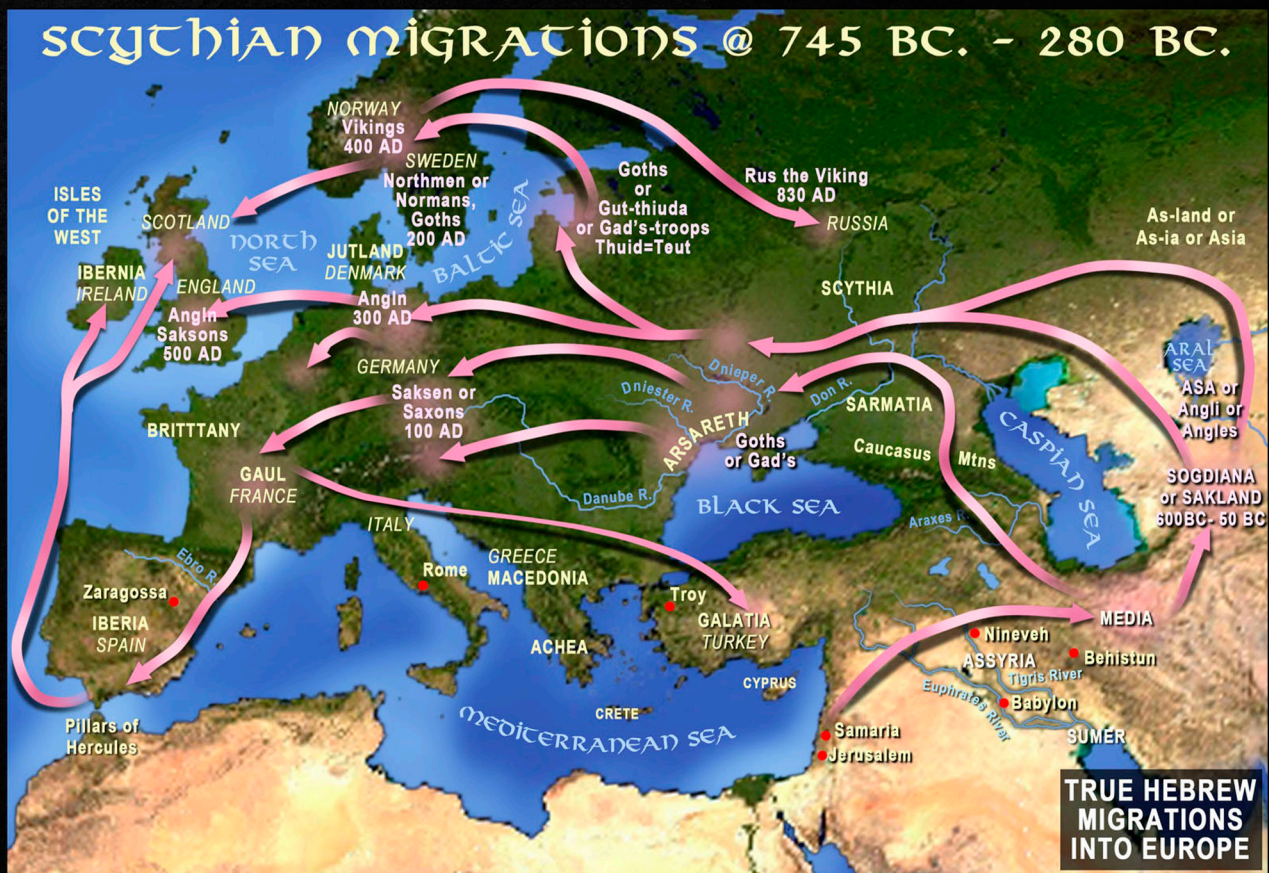 SCYTHIAN MIGRATIONS @ 745 BC. - 280 BC.
NORWAY
Vikings
400 AD
SWEDEN
Northmen or
Normans,
Goths
200 AD
Goths
or
Gut-thiuda
or Gad's-troops
Thuid=Teut
Rus the Viking
830 AD
RUSSIA
As-land or
As-ia or Asia
ISLES
OF THE
WEST
SCOTLAND
NORTH
SEA
JUTLAND
DENMARK
BALTIC SEA
IBERNIA
IRELAND
ENGLAND
Angln
Saksons
500 AD
Angln
300 AD
SCYTHIA
GERMANY
Saksen or
Saxons
100 AD
Dnieper R.
Dniester R.
Don R.
ARSARETH
Goths
or Gad's
SARMATIA
Caucasus Mtns
CASPIAN SEA
ARAL
SEA
ASA or
Angli or
Angles
SOGDIANA
or SAKLAND
600BC- 50 BC
BRITTTANY
GAUL
FRANCE
Danube R.
BLACK SEA
Araxes R
ITALY
Rome
GREECE
MACEDONIA
Ebro R.
Zaragossa
IBERIA
SPAIN
Troy
GALATIA
TURKEY
ACHEA
MEDIA
Nineveh
ASSYRIA
Behistun
Tigris River
Euphrates River
Babylon
SUMER
CYPRUS
CRETE
MEDITERRANEAN SEA
Pillars of
Hercules
Samaria
Jerusalem
TRUE HEBREW
MIGRATIONS
INTO EUROPE